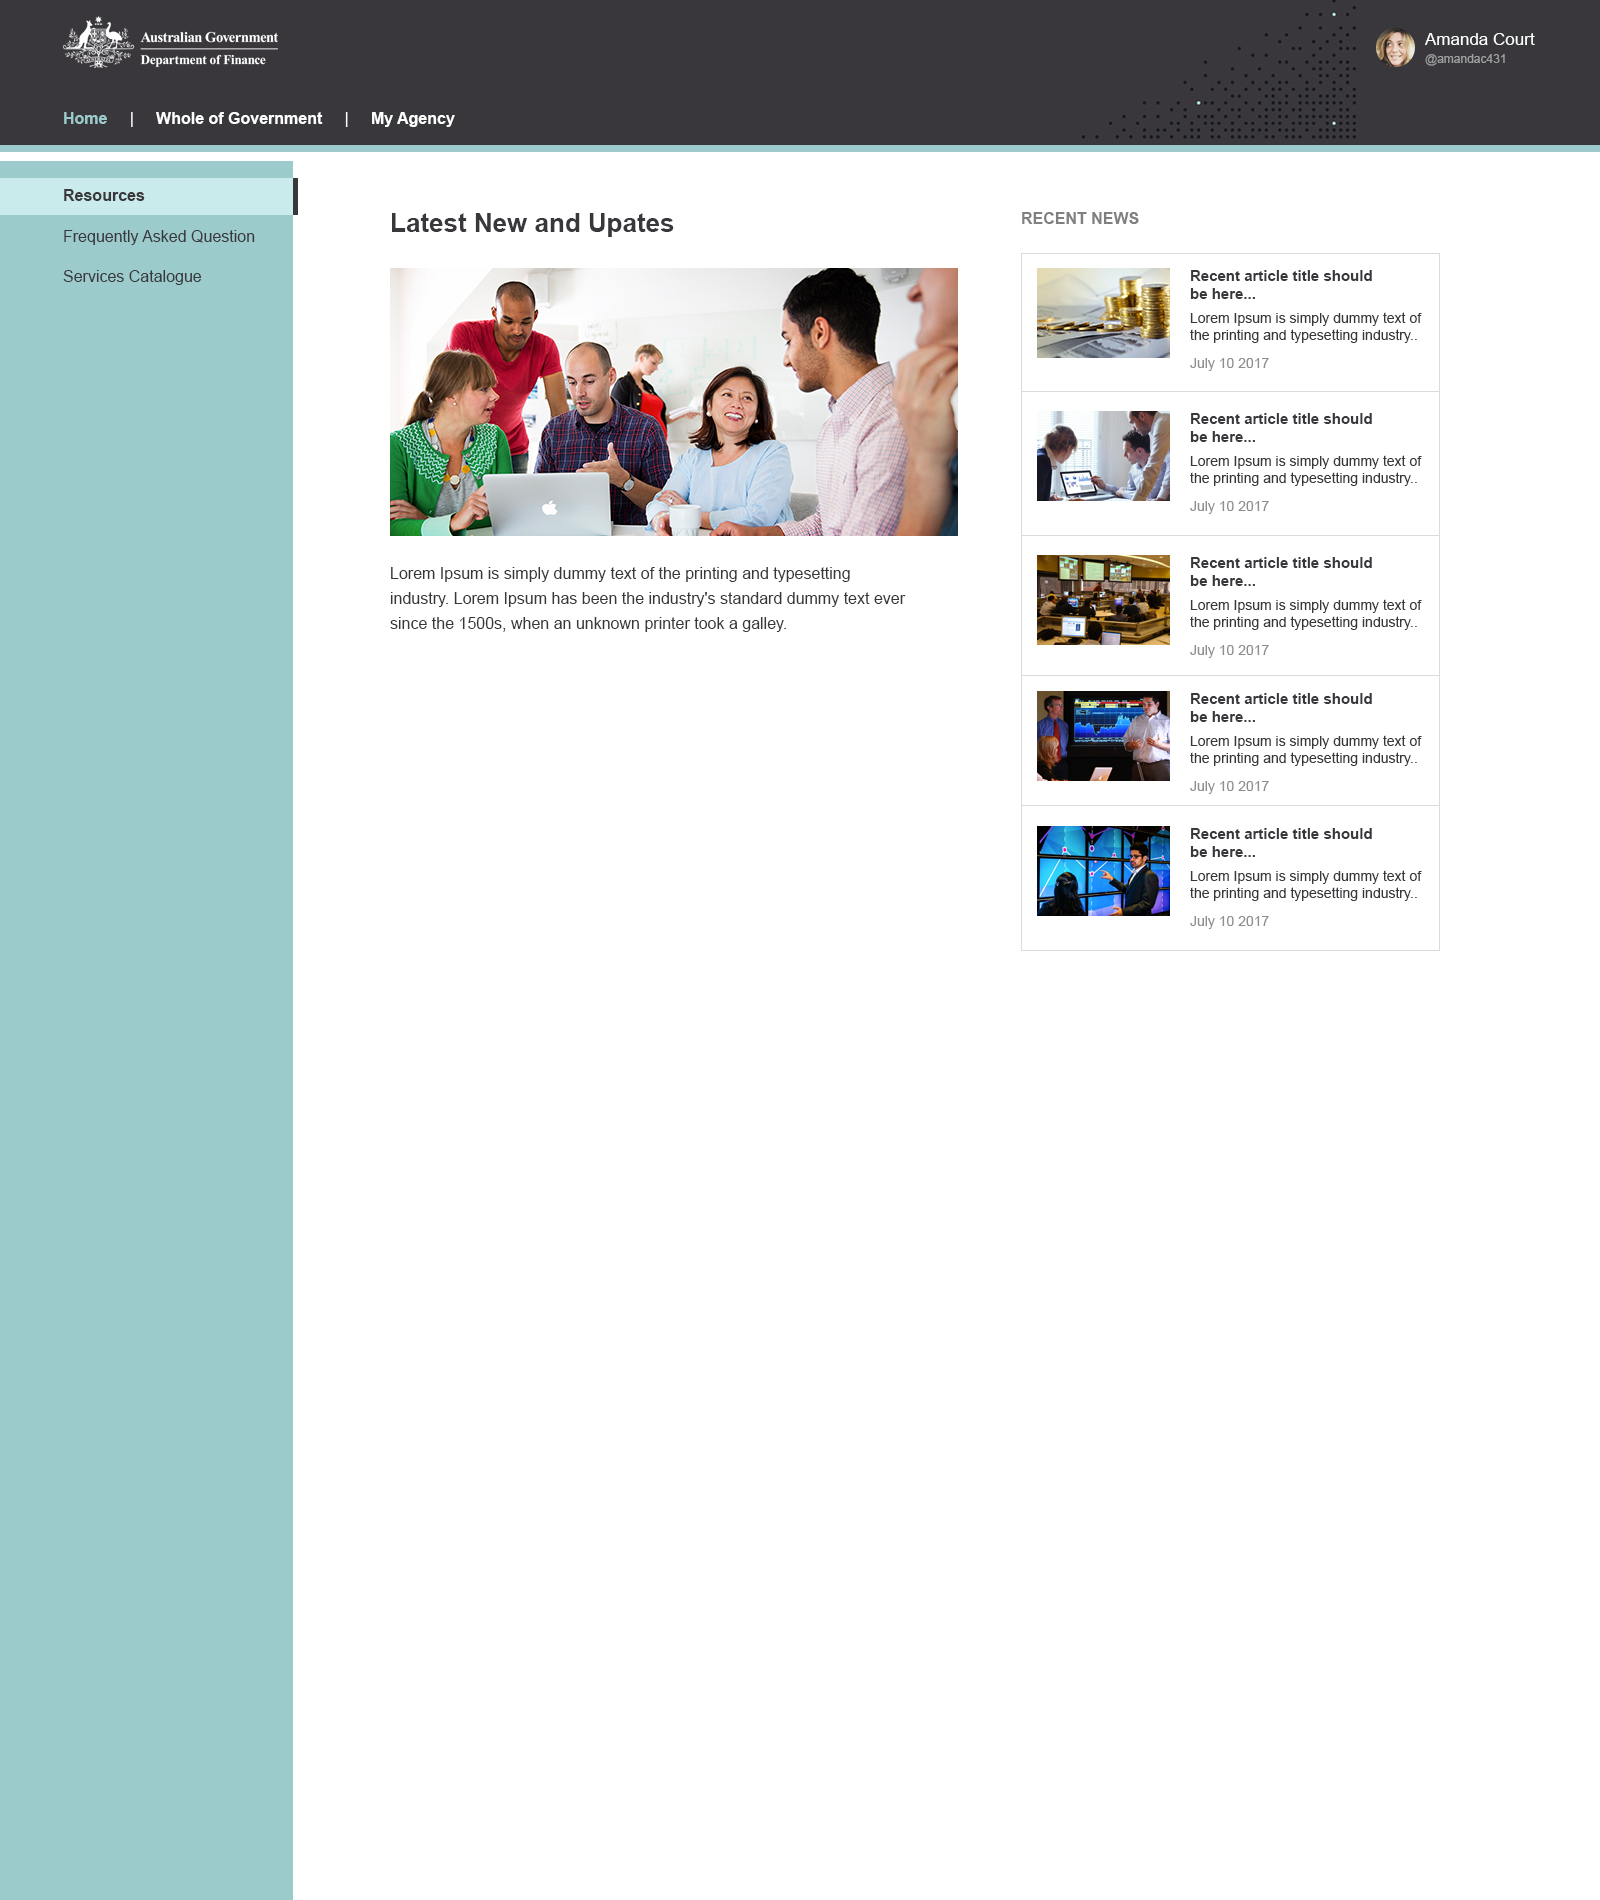 Australian Government
Department of Finance
Amanda Court
@amandac431
Home | Whole of Government | My Agency
Resources
Frequently Asked Question
Services Catalogue
Latest New and Upates
Lorem Ipsum is simply dummy text of the printing and typesetting
industry. Lorem Ipsum has been the industry's standard dummy text ever
since the 1500s, when an unknown printer took a galley.
RECENT NEWS
Recent article title should
be here...
Lorem Ipsum is simply dummy text of
the printing and typesetting industry..
July 10 2017
Recent article title should
be here...
Lorem Ipsum is simply dummy text of
the printing and typesetting industry..
July 10 2017
Recent article title should
be here...
Lorem Ipsum is simply dummy text of
the printing and typesetting industry..
July 10 2017
Recent article title should
be here...
Lorem Ipsum is simply dummy text of
the printing and typesetting industry..
July 10 2017
Recent article title should
be here...
Lorem Ipsum is simply dummy text of
the printing and typesetting industry..
July 10 2017